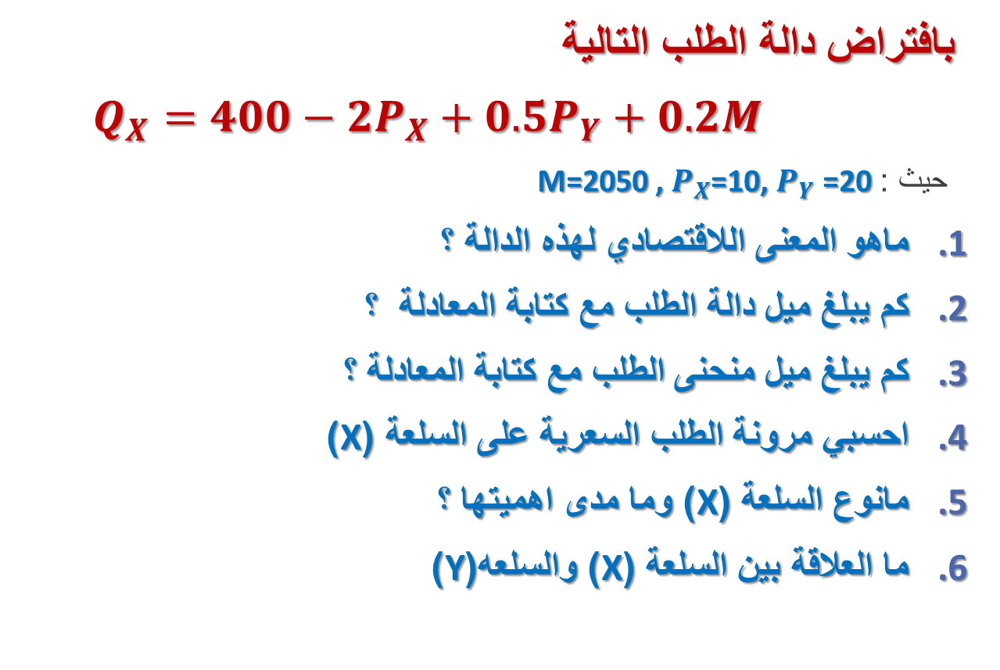 بافتراض دالة الطلب التالية
Q_X = 400 − 2P_X + 0.5P_Y + 0.2M
حيث : M=2050 , P_X=10, P_Y =20
1. ماهو المعنى اللاقتصادي لهذه الدالة ؟
2. كم يبلغ ميل دالة الطلب مع كتابة المعادلة ؟
3. كم يبلغ ميل منحنى الطلب مع كتابة المعادلة ؟
4. احسبي مرونة الطلب السعرية على السلعة (X)
5. مانوع السلعة (X) وما مدى اهميتها ؟
6. ما العلاقة بين السلعة (X) والسلعه(Y)